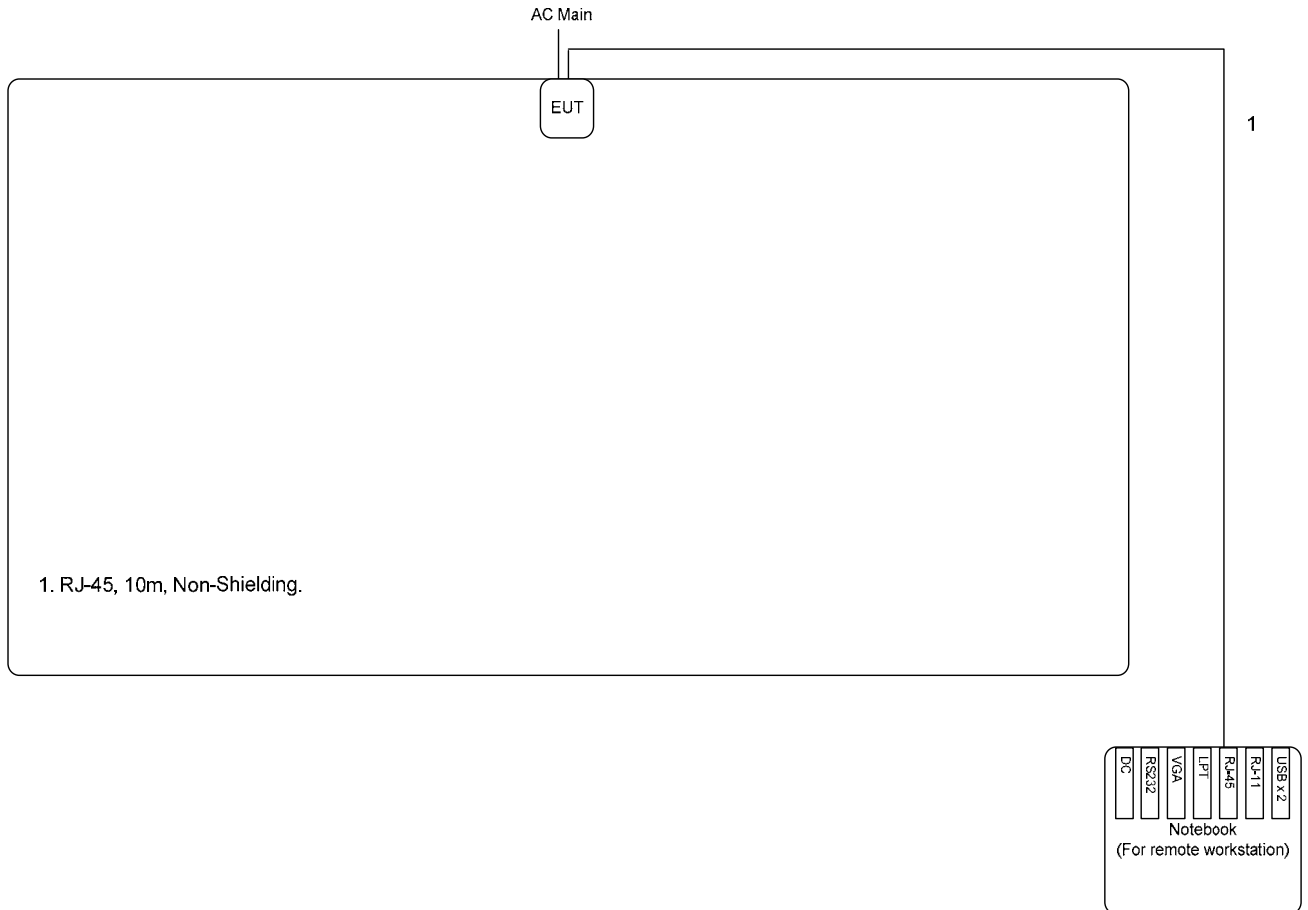 AC Main
EUT
1
1. RJ-45, 10m, Non-Shielding.
DC
RS232
VGA
LPT
RJ-45
RJ-11
USB x 2
Notebook
(For remote workstation)